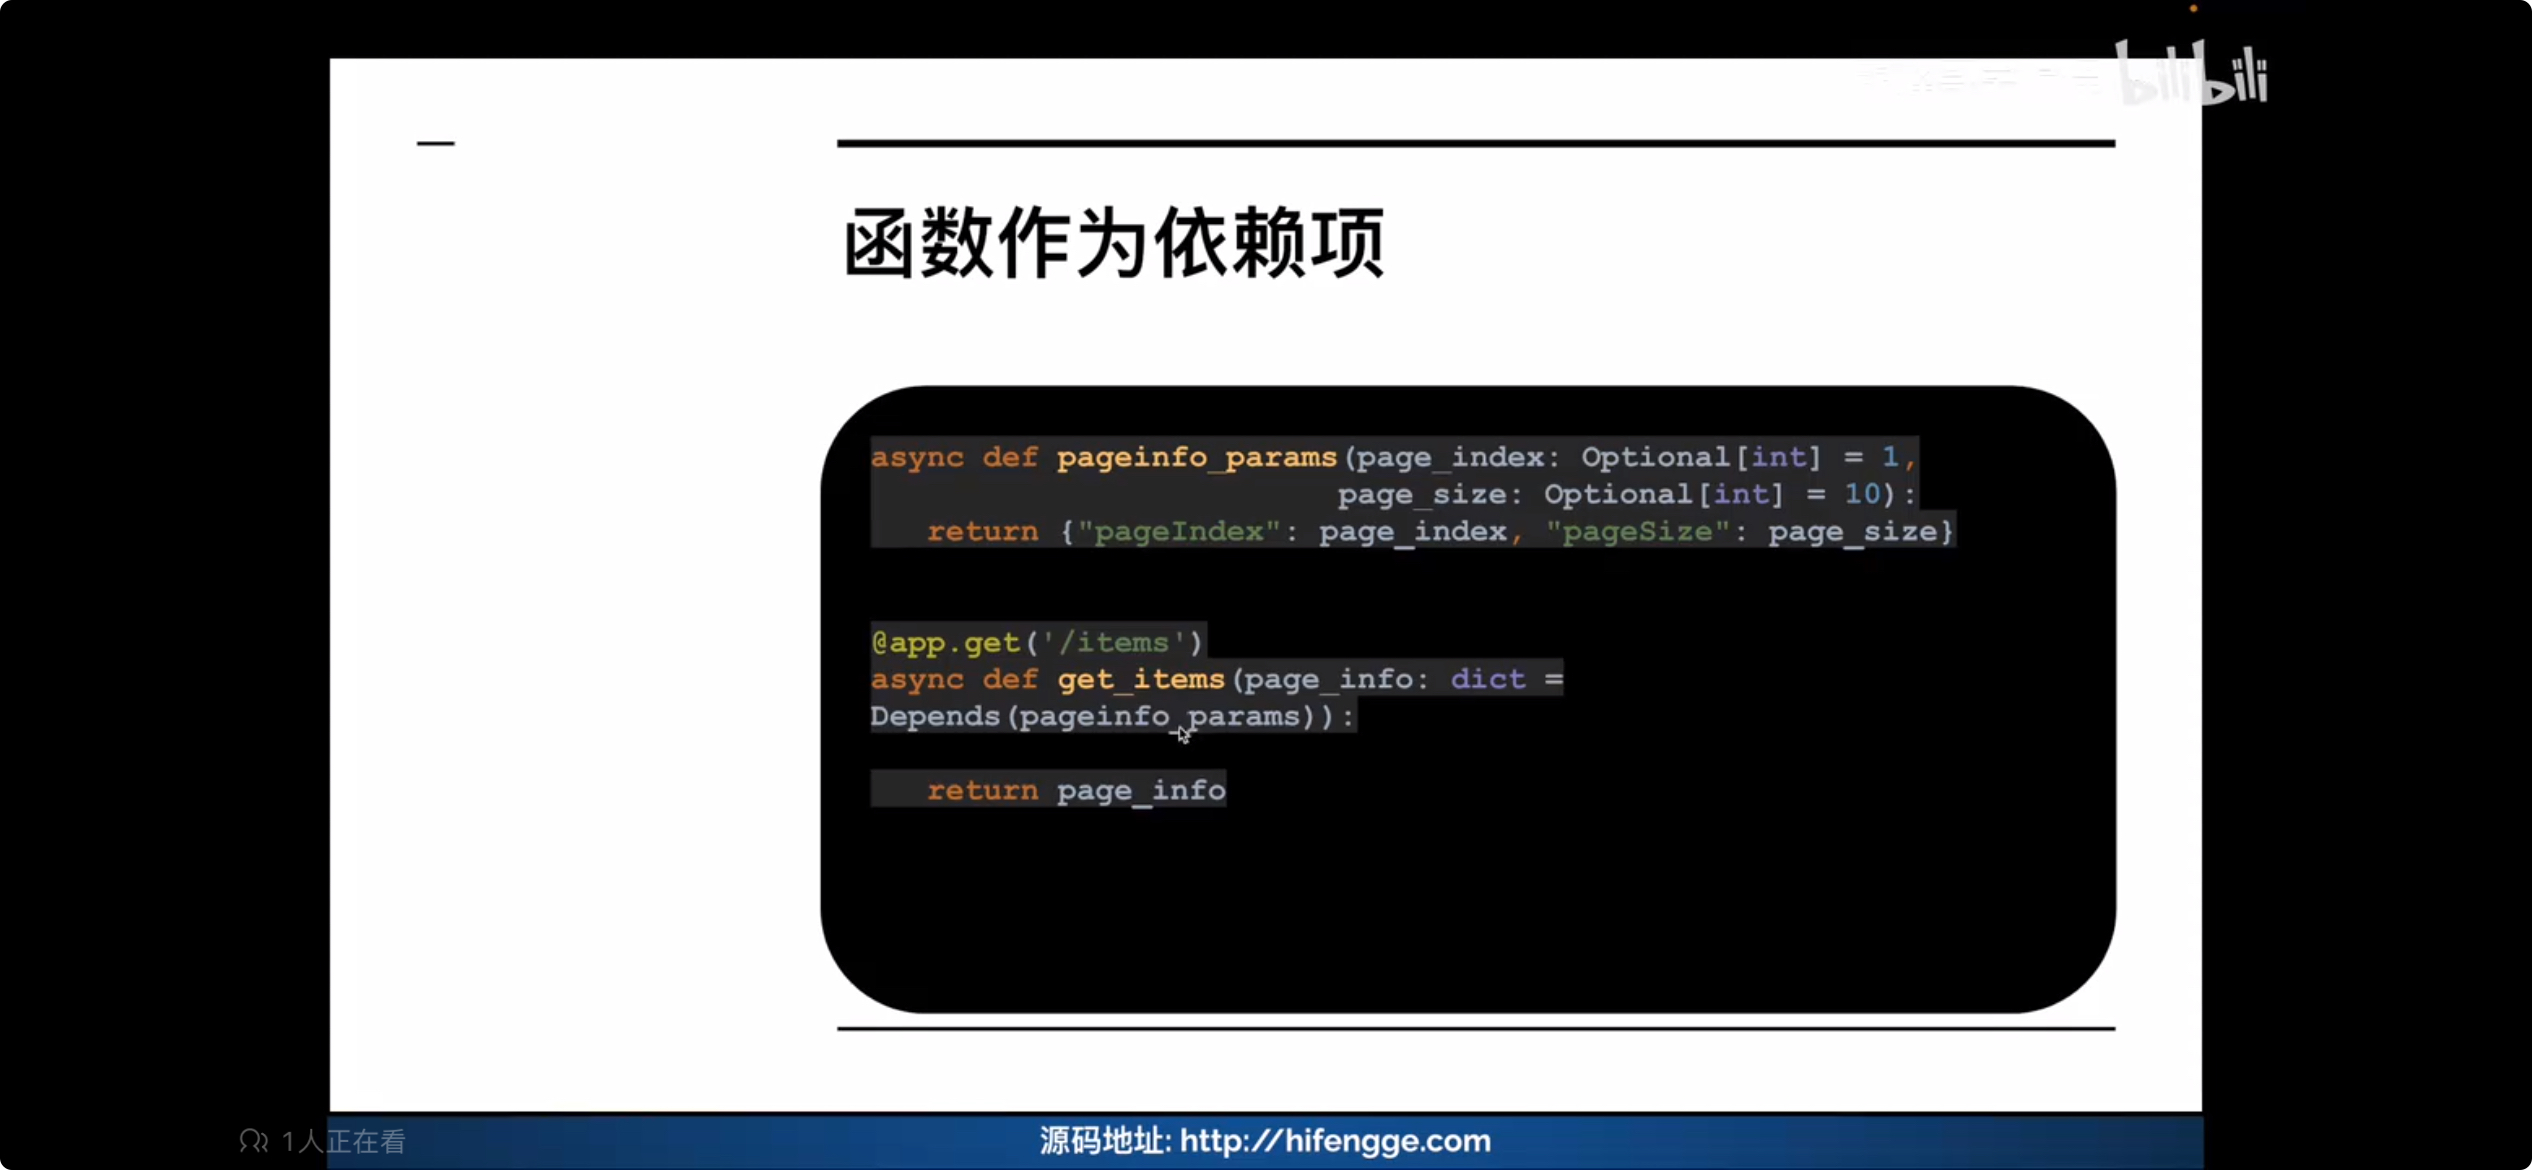 bilibili
函数作为依赖项
async def pageinfo_params(page_index: Optional[int] = 1,
page_size: Optional[int] = 10):
return {"pageIndex": page_index, "pageSize": page_size}
@app.get('/items')
async def get_items(page_info: dict =
Depends(pageinfo_params)):
return page_info
1人正在看
源码地址: http://hifengge.com